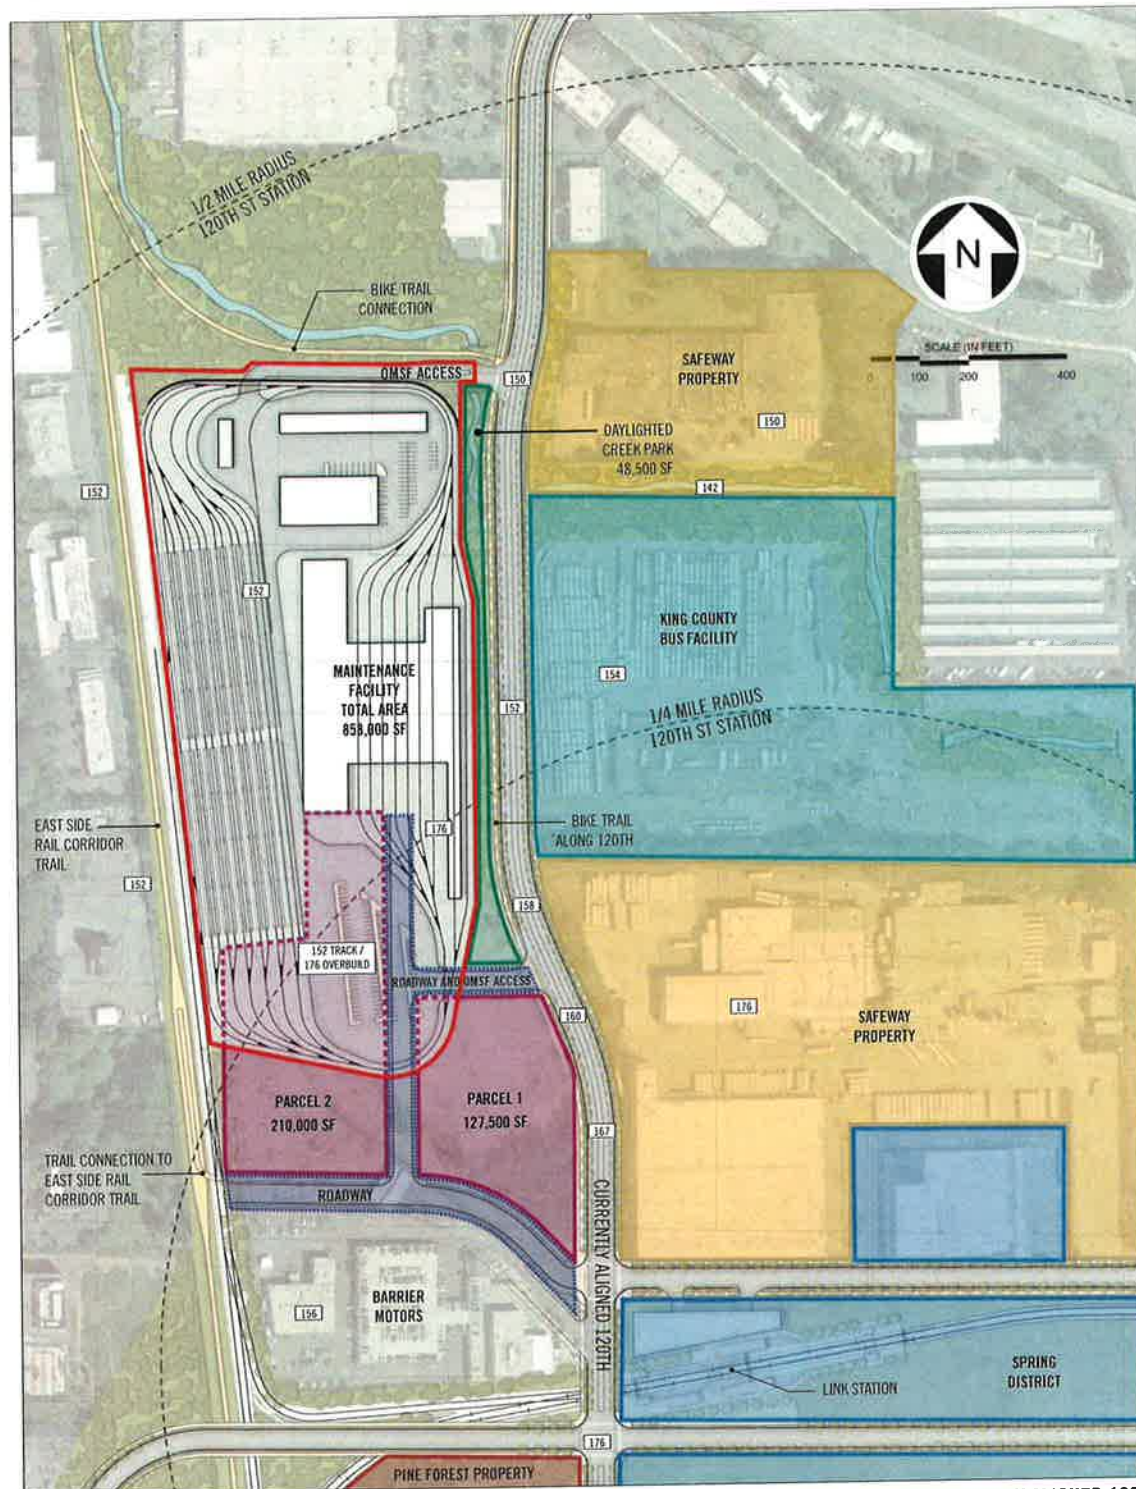 1/2 MILE RADIUS
120TH ST STATION
BIKE TRAIL
CONNECTION
N
SCALE (IN FEET)
0 100 200 400
SAFEWAY
PROPERTY
OMSF ACCESS
150
150
DAYLIGHTED
CREEK PARK
48,500 SF
152
142
152
KING COUNTY
BUS FACILITY
MAINTENANCE
FACILITY
TOTAL AREA
858,000 SF
154
152
1/4 MILE RADIUS
120TH ST STATION
EAST SIDE
RAIL CORRIDOR
TRAIL
176
BIKE TRAIL
ALONG 120TH
152
158
152 TRACK /
176 OVERBUILD
ROADWAY AND OMSF ACCESS
160
176
SAFEWAY
PROPERTY
PARCEL 2
210,000 SF
PARCEL 1
127,500 SF
167
TRAIL CONNECTION TO
EAST SIDE RAIL
CORRIDOR TRAIL
ROADWAY
CURRENTLY ALIGNED 120TH
156
BARRIER
MOTORS
LINK STATION
SPRING
DISTRICT
176
PINE FOREST PROPERTY